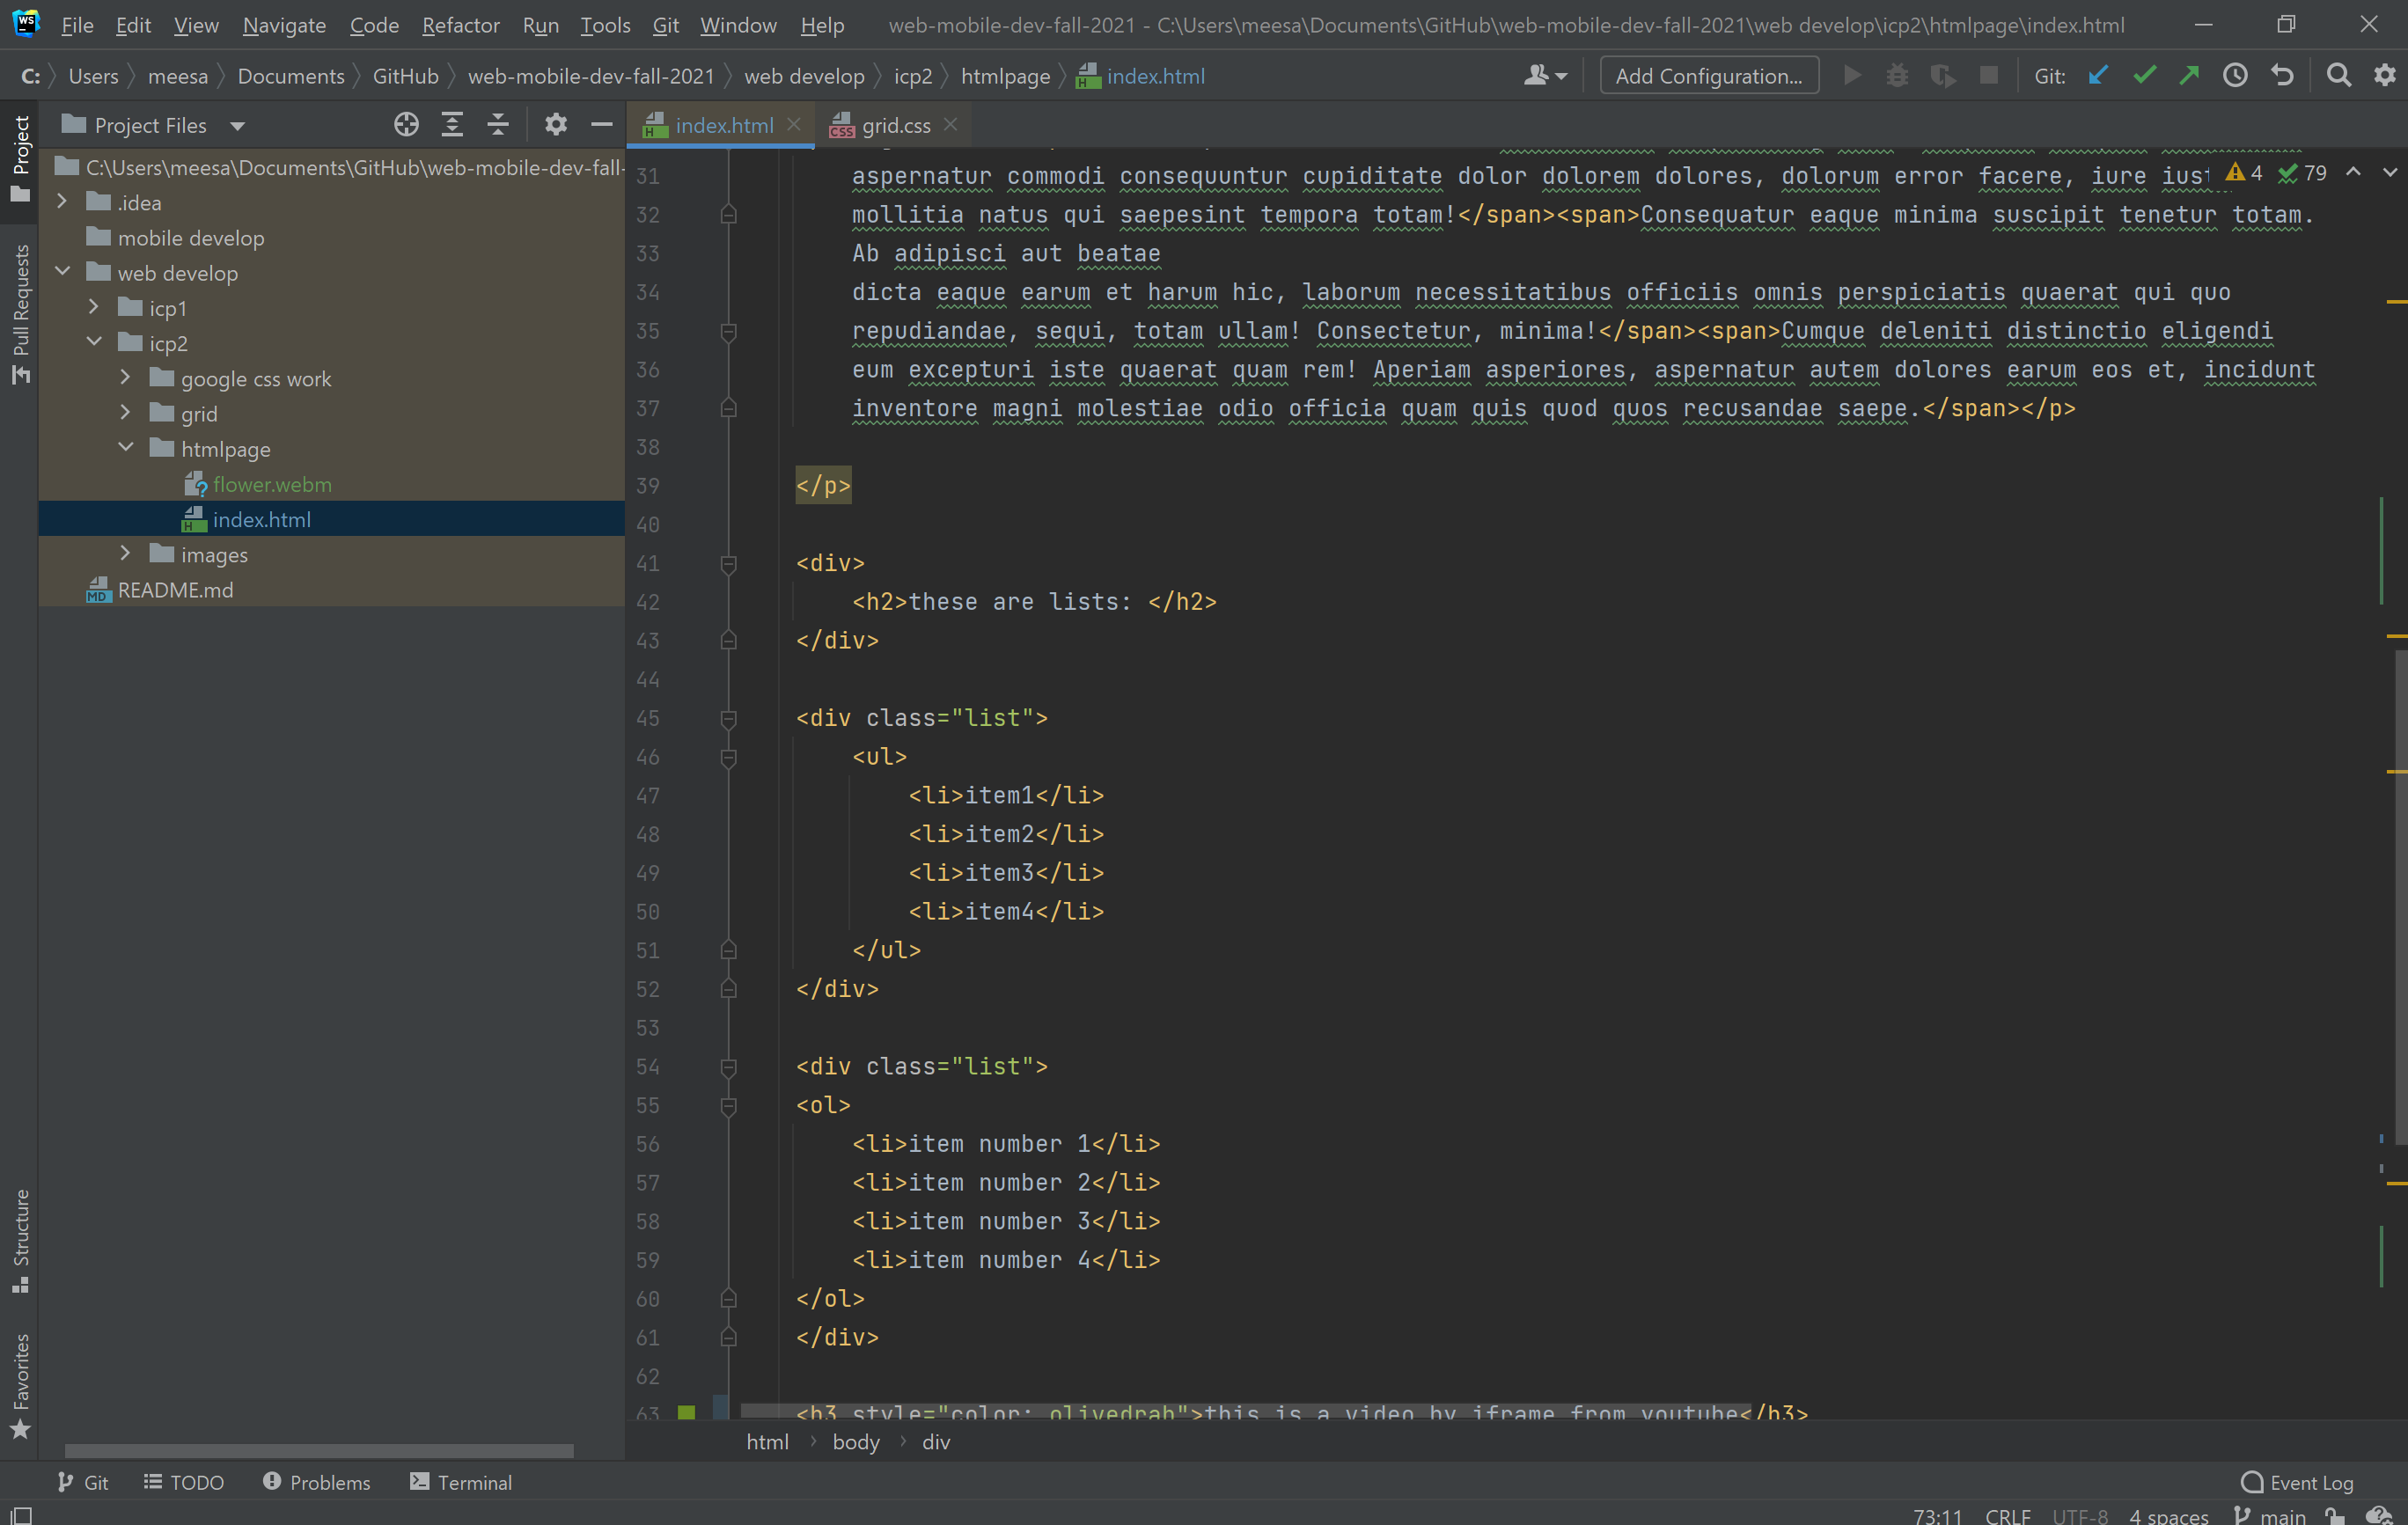 WS File Edit View Navigate Code Refactor Run Tools Git Window Help web-mobile-dev-fall-2021 - C:\Users\meesa\Documents\GitHub\web-mobile-dev-fall-2021\web develop\icp2\htmlpage\index.html
C: Users meesa Documents GitHub web-mobile-dev-fall-2021 web develop icp2 htmlpage index.html Add Configuration... Git:
Project
Pull Requests
Structure
Favorites
Project Files
C:\Users\meesa\Documents\GitHub\web-mobile-dev-fall-
.idea
mobile develop
web develop
icp1
icp2
google css work
grid
htmlpage
flower.webm
index.html
images
README.md
index.html grid.css
4 79
31 aspernatur commodi consequuntur cupiditate dolor dolorem dolores, dolorum error facere, iure iust
32 mollitia natus qui saepesint tempora totam!</span><span>Consequatur eaque minima suscipit tenetur totam.
33 Ab adipisci aut beatae
34 dicta eaque earum et harum hic, laborum necessitatibus officiis omnis perspiciatis quaerat qui quo
35 repudiandae, sequi, totam ullam! Consectetur, minima!</span><span>Cumque deleniti distinctio eligendi
36 eum excepturi iste quaerat quam rem! Aperiam asperiores, aspernatur autem dolores earum eos et, incidunt
37 inventore magni molestiae odio officia quam quis quod quos recusandae saepe.</span></p>
38
39 </p>
40
41 <div>
42 <h2>these are lists: </h2>
43 </div>
44
45 <div class="list">
46 <ul>
47 <li>item1</li>
48 <li>item2</li>
49 <li>item3</li>
50 <li>item4</li>
51 </ul>
52 </div>
53
54 <div class="list">
55 <ol>
56 <li>item number 1</li>
57 <li>item number 2</li>
58 <li>item number 3</li>
59 <li>item number 4</li>
60 </ol>
61 </div>
62
63 <h3 style="color: olivedrab">this is a video by iframe from youtube</h3>
html body div
Git TODO Problems Terminal Event Log
73:11 CRLF UTF-8 4 spaces main